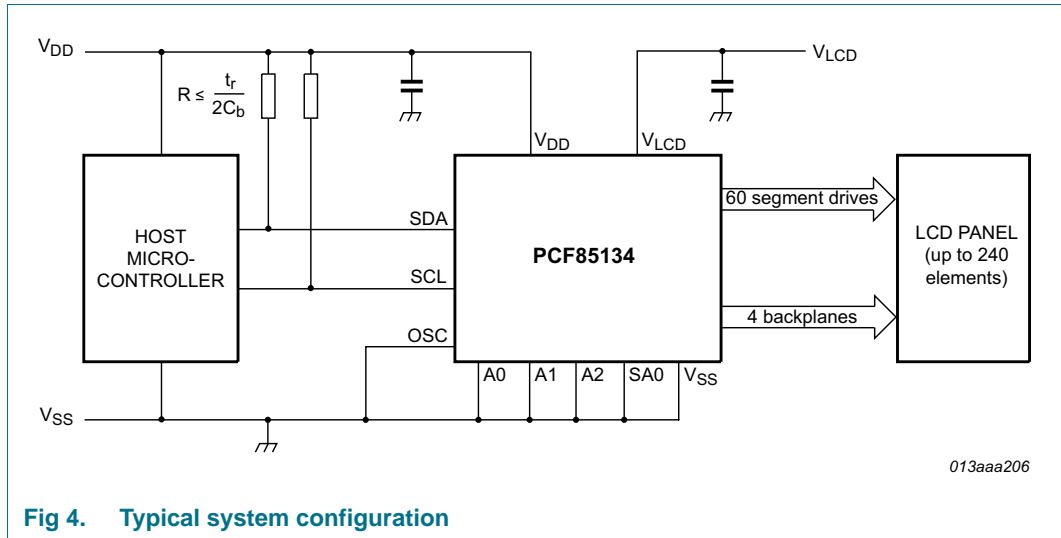 VDD
VLCD
R ≤ tr
2Cb
VDD
VLCD
HOST
MICRO-
CONTROLLER
SDA
SCL
OSC
PCF85134
A0 A1 A2 SA0 VSS
60 segment drives
4 backplanes
LCD PANEL
(up to 240
elements)
VSS
013aaa206
Fig 4. Typical system configuration